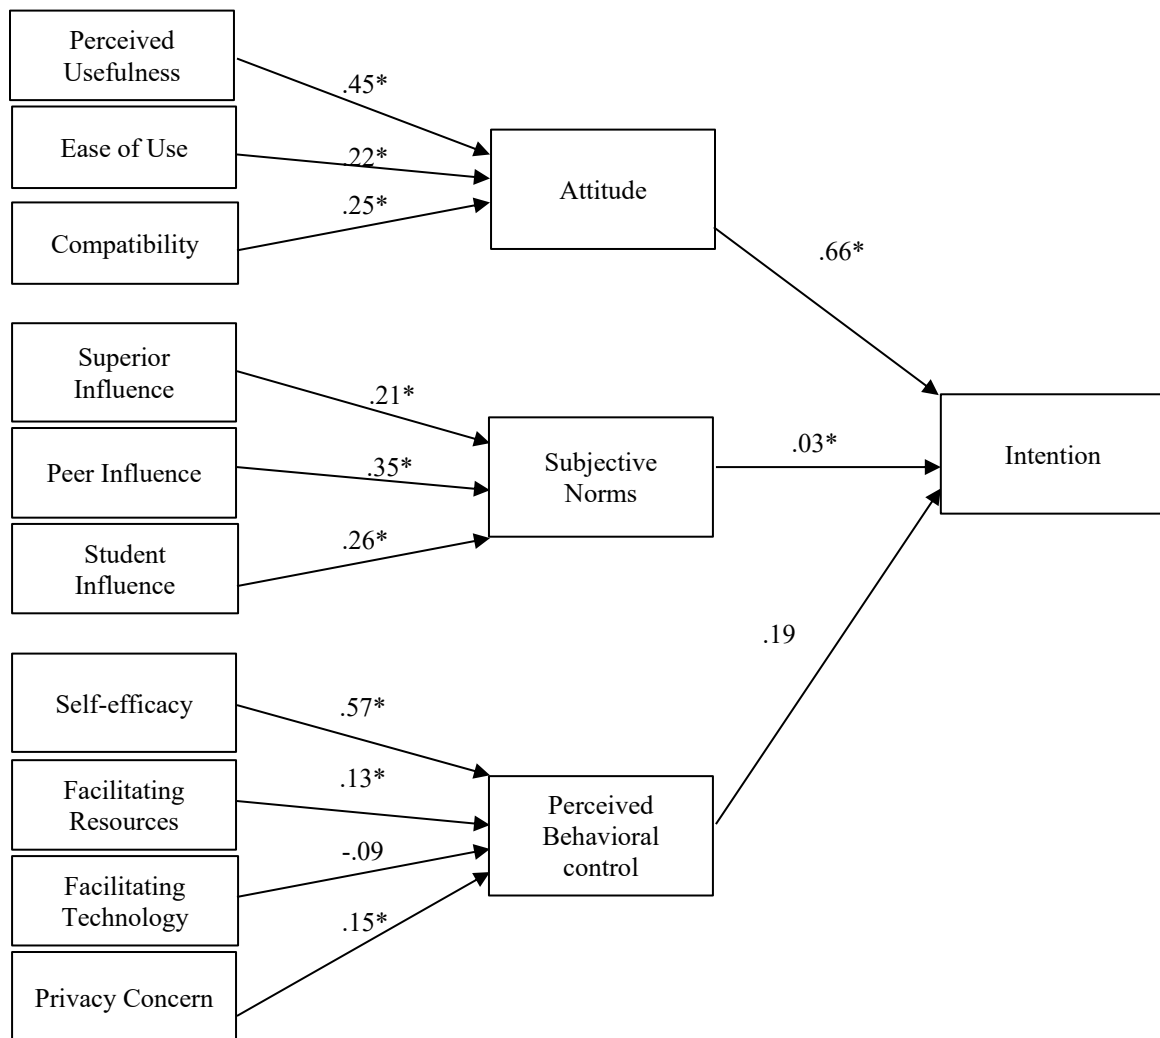 Perceived
Usefulness
.45*
Ease of Use
.22*
Compatibility
.25*
Attitude
.66*
Superior
Influence
.21*
Peer Influence
.35*
Student
Influence
.26*
Subjective
Norms
.03*
Intention
Self-efficacy
.57*
Facilitating
Resources
.13*
Facilitating
Technology
-.09
Privacy Concern
.15*
Perceived
Behavioral
control
.19